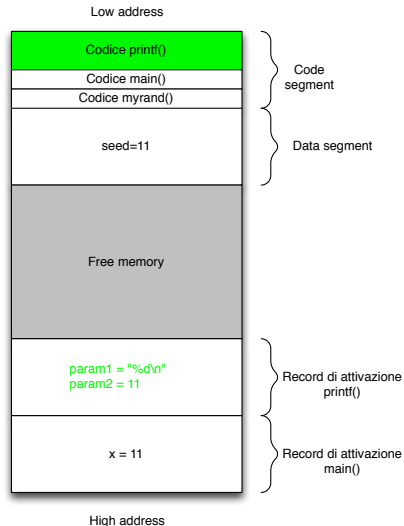 Low address
Codice printf()
Codice main()
Codice myrand()
Code
segment
seed=11
Data segment
Free memory
param1 = "%d\n"
param2 = 11
Record di attivazione
printf()
x = 11
Record di attivazione
main()
High address